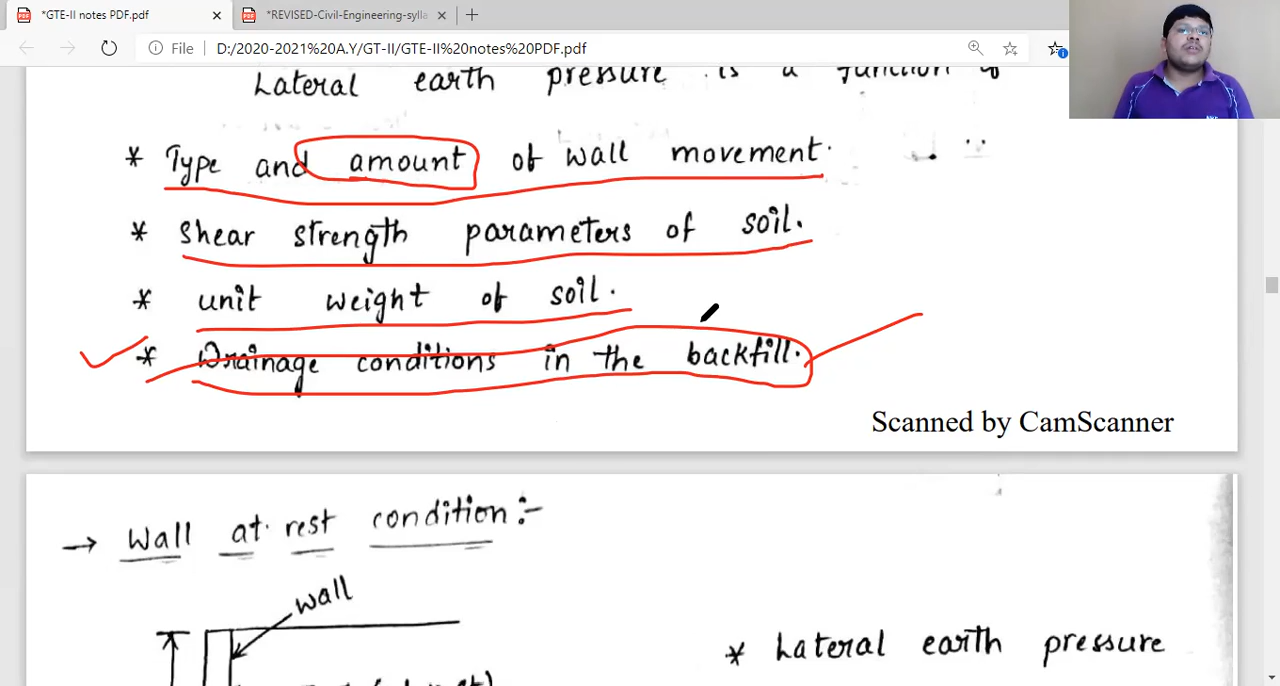 *GTE-II notes PDF.pdf
*REVISED-Civil-Engineering-sylla
File D:/2020-2021%20A.Y/GT-II/GTE-II%20notes%20PDF.pdf
Lateral earth pressure is a function of
* Type and amount of wall movement.
* Shear strength parameters of soil.
* unit weight of soil.
* Drainage conditions in the backfill.
Scanned by CamScanner
→ Wall at rest condition:-
wall
* Lateral earth pressure